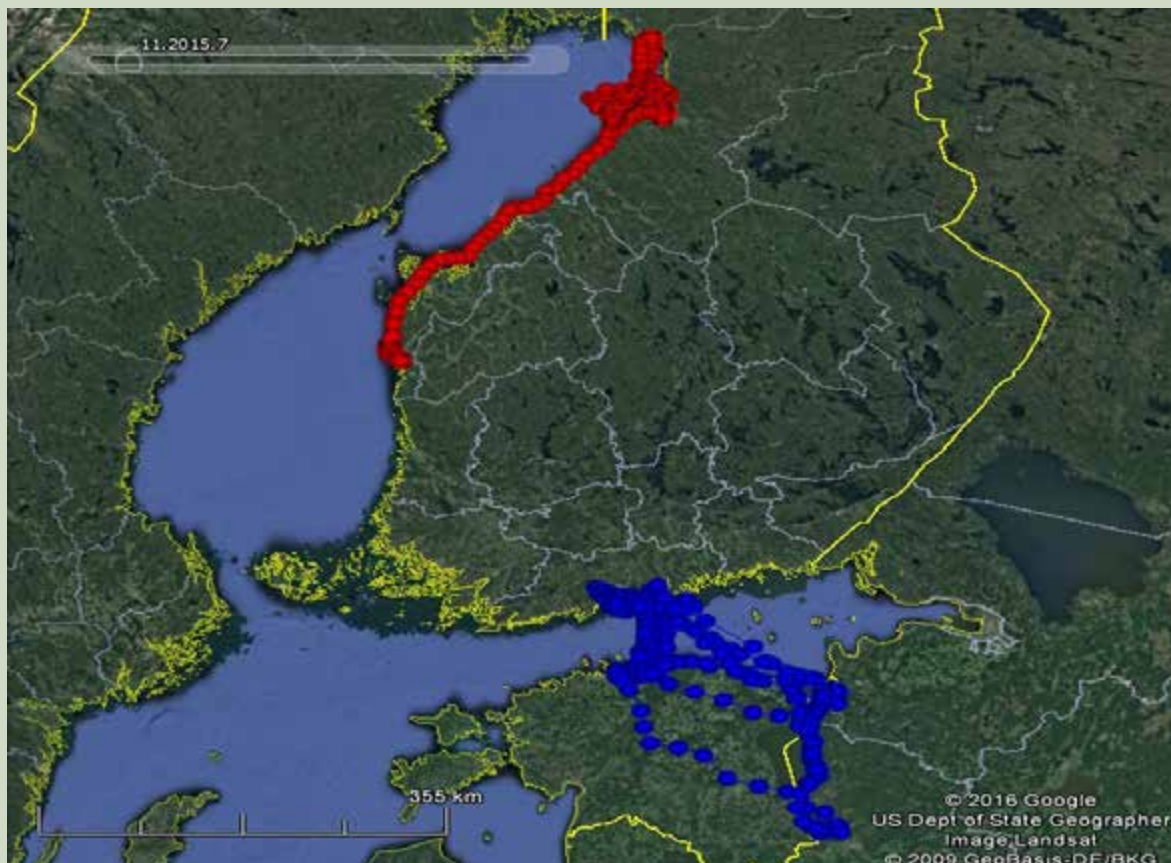 11.2015.7
355 km
© 2016 Google
US Dept of State Geographer
Image Landsat
© 2009 GeoBasis-DE/BKG